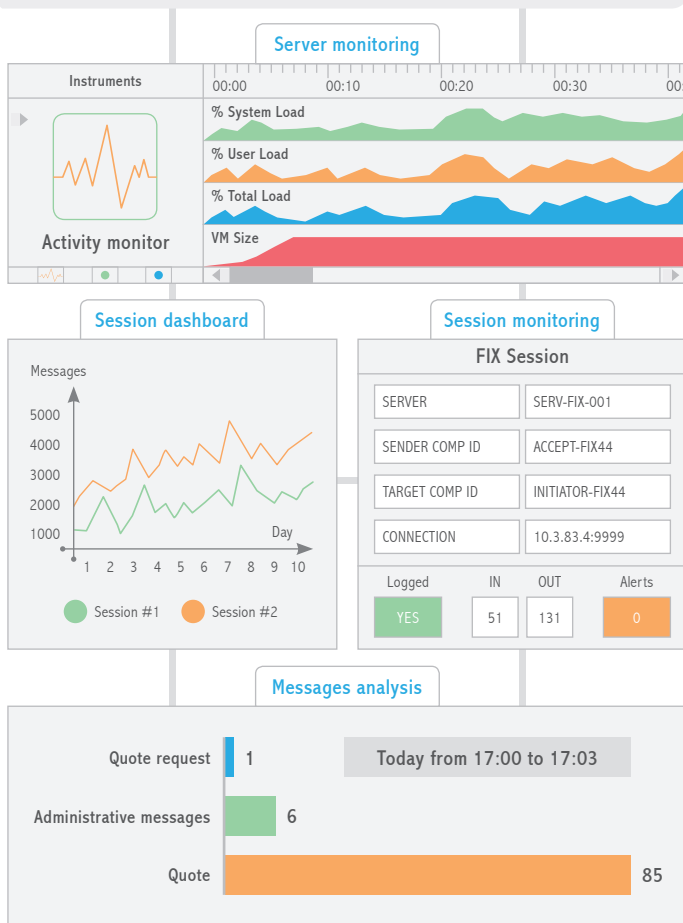 Server monitoring
Instruments
00:00 00:10 00:20 00:30 00:
% System Load
% User Load
% Total Load
VM Size
Activity monitor
Session dashboard
Messages
5000
4000
3000
2000
1000
Day
1 2 3 4 5 6 7 8 9 10
Session #1 Session #2
Session monitoring
FIX Session
SERVER SERV-FIX-001
SENDER COMP ID ACCEPT-FIX44
TARGET COMP ID INITIATOR-FIX44
CONNECTION 10.3.83.4:9999
Logged IN OUT Alerts
YES 51 131 0
Messages analysis
Quote request 1 Today from 17:00 to 17:03
Administrative messages 6
Quote 85